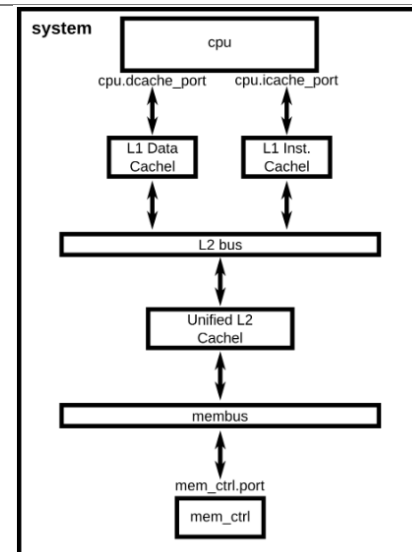 system
cpu
cpu.dcache_port cpu.icache_port
L1 Data
Cachel
L1 Inst.
Cachel
L2 bus
Unified L2
Cachel
membus
mem_ctrl.port
mem_ctrl